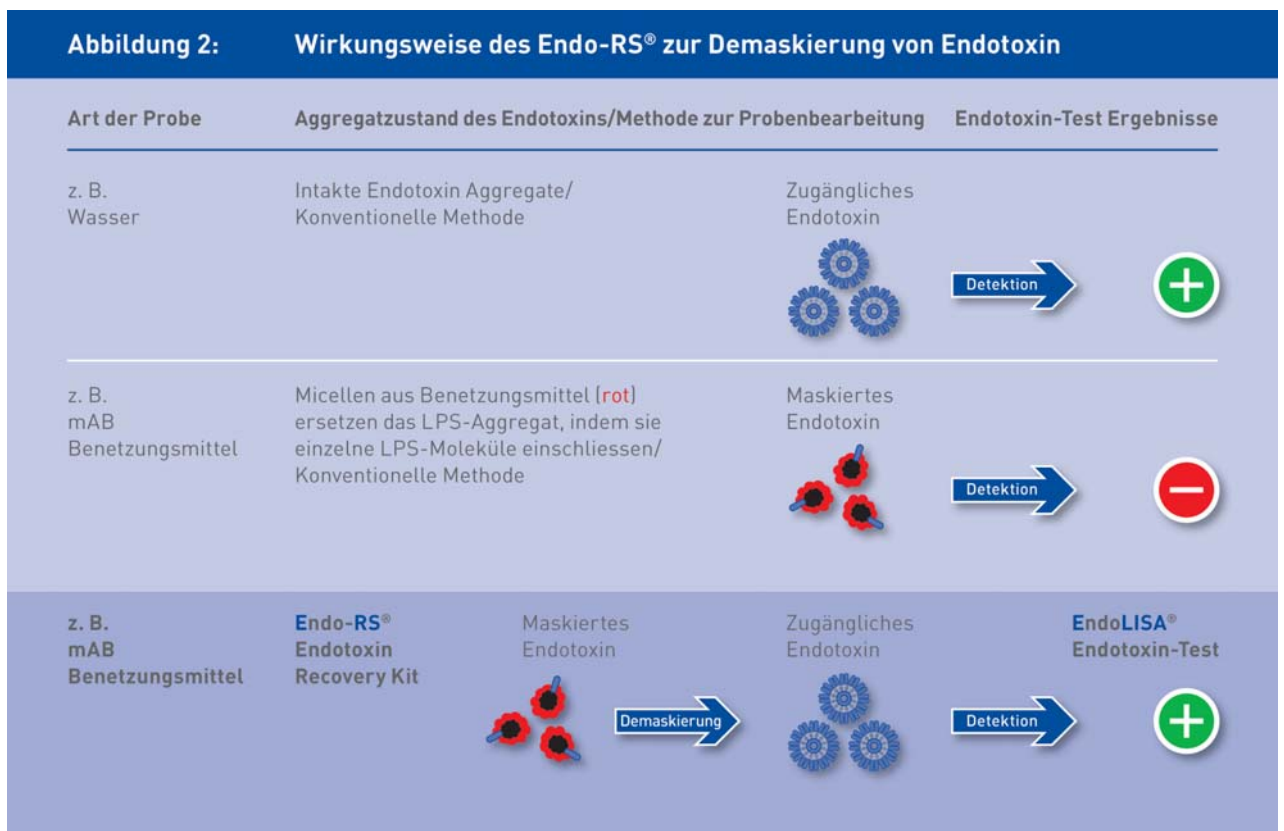 Abbildung 2: Wirkungsweise des Endo-RS® zur Demaskierung von Endotoxin
Art der Probe Aggregatzustand des Endotoxins/Methode zur Probenbearbeitung Endotoxin-Test Ergebnisse
z. B.
Wasser
Intakte Endotoxin Aggregate/
Konventionelle Methode
Zugängliches
Endotoxin
Detektion
z. B.
mAB
Benetzungsmittel
Micellen aus Benetzungsmittel (rot)
ersetzen das LPS-Aggregat, indem sie
einzelne LPS-Moleküle einschliessen/
Konventionelle Methode
Maskiertes
Endotoxin
Detektion
z. B.
mAB
Benetzungsmittel
Endo-RS®
Endotoxin
Recovery Kit
Maskiertes
Endotoxin
Demaskierung
Zugängliches
Endotoxin
Detektion
EndoLISA®
Endotoxin-Test